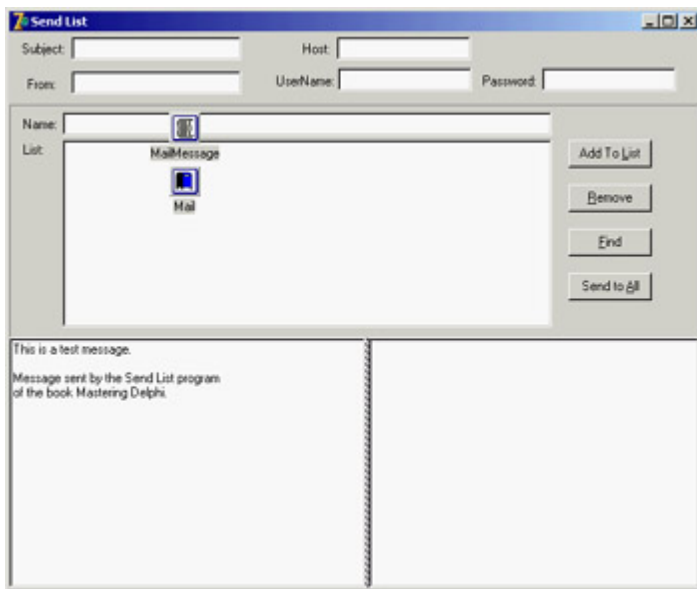 Send List
Subject: Host:
From: UserName: Password:
Name:
MailMessage
List: Add To List
Mail
Remove
Find
Send to All
This is a test message.
Message sent by the Send List program
of the book Mastering Delphi.